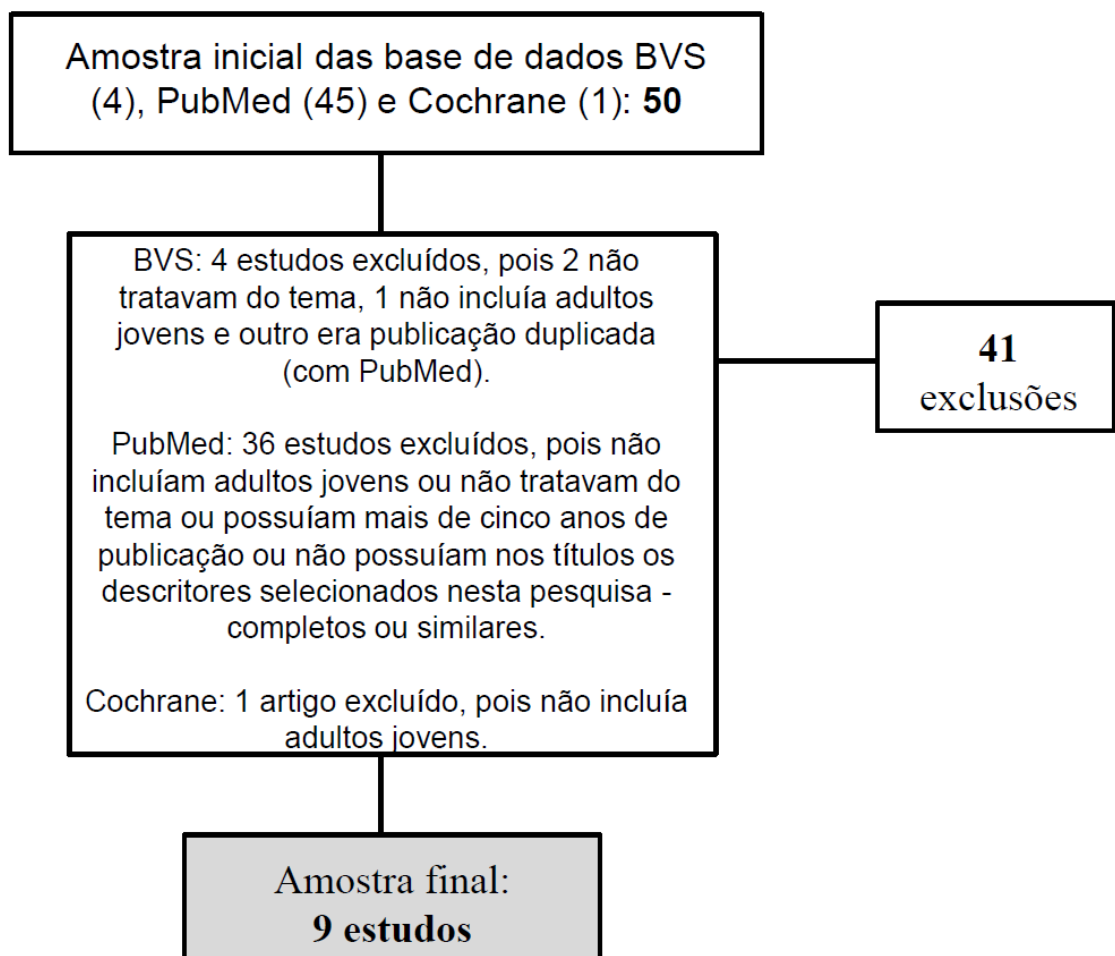 Amostra inicial das base de dados BVS
(4), PubMed (45) e Cochrane (1): 50
BVS: 4 estudos excluídos, pois 2 não
tratavam do tema, 1 não incluía adultos
jovens e outro era publicação duplicada
(com PubMed).
PubMed: 36 estudos excluídos, pois não
incluíam adultos jovens ou não tratavam do
tema ou possuíam mais de cinco anos de
publicação ou não possuíam nos títulos os
descritores selecionados nesta pesquisa -
completos ou similares.
Cochrane: 1 artigo excluído, pois não incluía
adultos jovens.
41
exclusões
Amostra final:
9 estudos